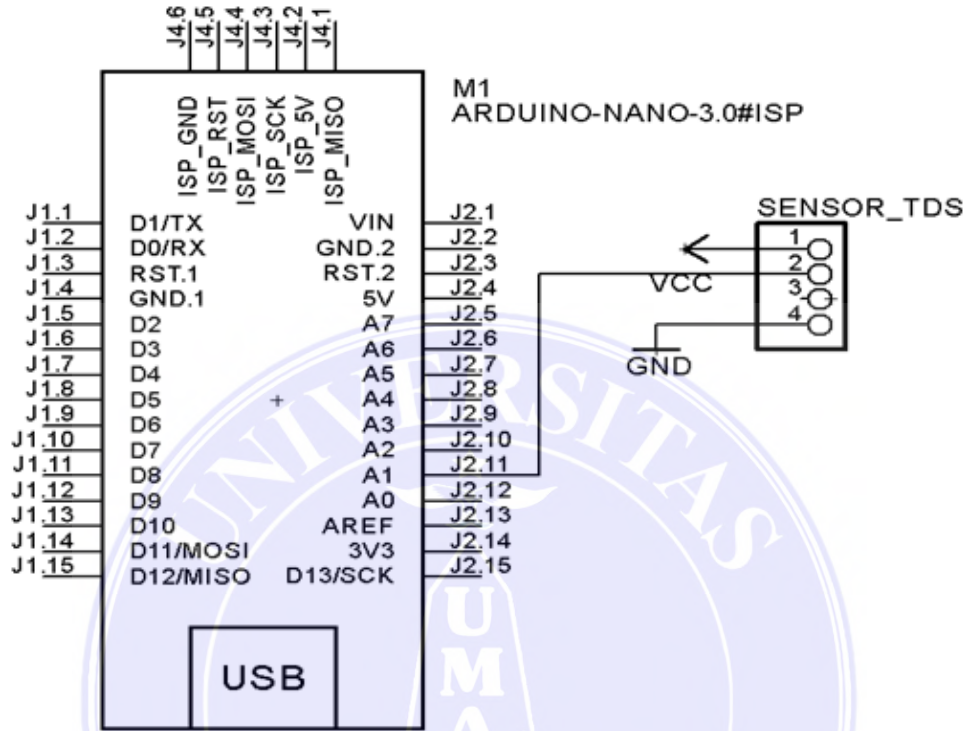 J4.6
J4.5
J4.4
J4.3
J4.2
J4.1
ISP_GND
ISP_RST
ISP_MOSI
ISP_SCK
ISP_5V
ISP_MISO
M1
ARDUINO-NANO-3.0#ISP
J1.1 D1/TX VIN J2.1
J1.2 D0/RX GND.2 J2.2
J1.3 RST.1 RST.2 J2.3
J1.4 GND.1 5V J2.4
J1.5 D2 A7 J2.5
J1.6 D3 A6 J2.6
J1.7 D4 A5 J2.7
J1.8 D5 A4 J2.8
J1.9 D6 A3 J2.9
J1.10 D7 A2 J2.10
J1.11 D8 A1 J2.11
J1.12 D9 A0 J2.12
J1.13 D10 AREF J2.13
J1.14 D11/MOSI 3V3 J2.14
J1.15 D12/MISO D13/SCK J2.15
USB
SENSOR_TDS
1
2
3
4
VCC
GND
UNIVERSITAS
UMA